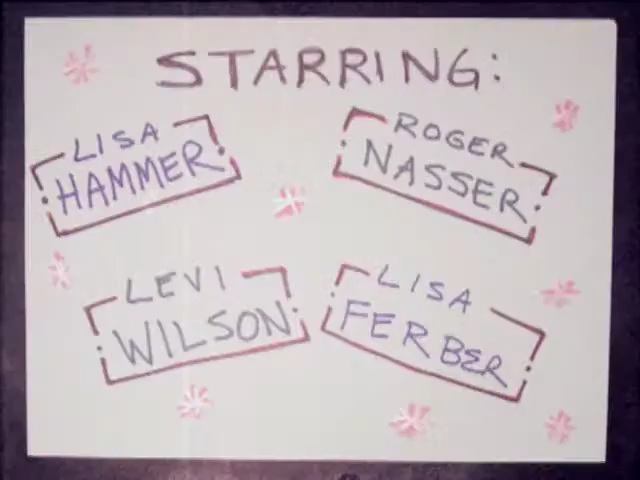 STARRING:
LISA
HAMMER
ROGER
NASSER
LEVI
WILSON
LISA
FERBER